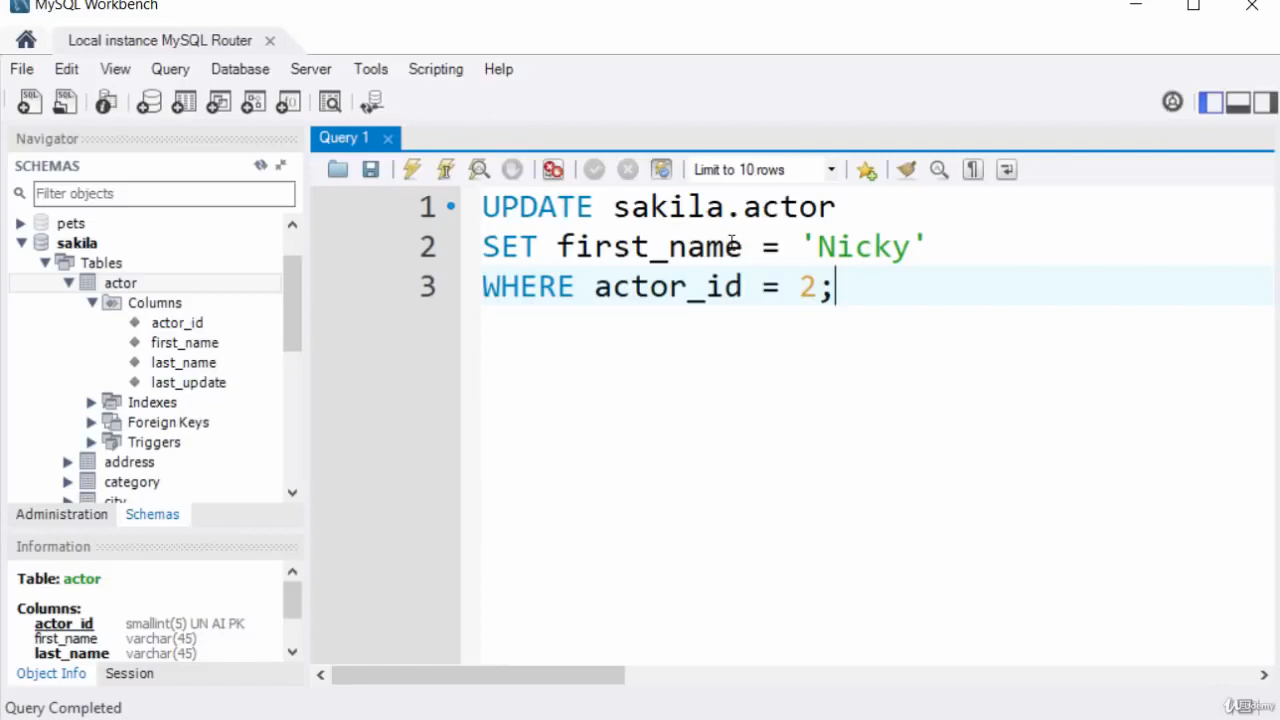 MySQL Workbench
Local instance MySQL Router
File Edit View Query Database Server Tools Scripting Help
Navigator
SCHEMAS
Filter objects
pets
sakila
Tables
actor
Columns
actor_id
first_name
last_name
last_update
Indexes
Foreign Keys
Triggers
address
category
city
Administration Schemas
Information
Table: actor
Columns:
actor_id smallint(5) UN AI PK
first_name varchar(45)
last_name varchar(45)
Object Info Session
Query Completed
Query 1
Limit to 10 rows
1 UPDATE sakila.actor
2 SET first_name = 'Nicky'
3 WHERE actor_id = 2;